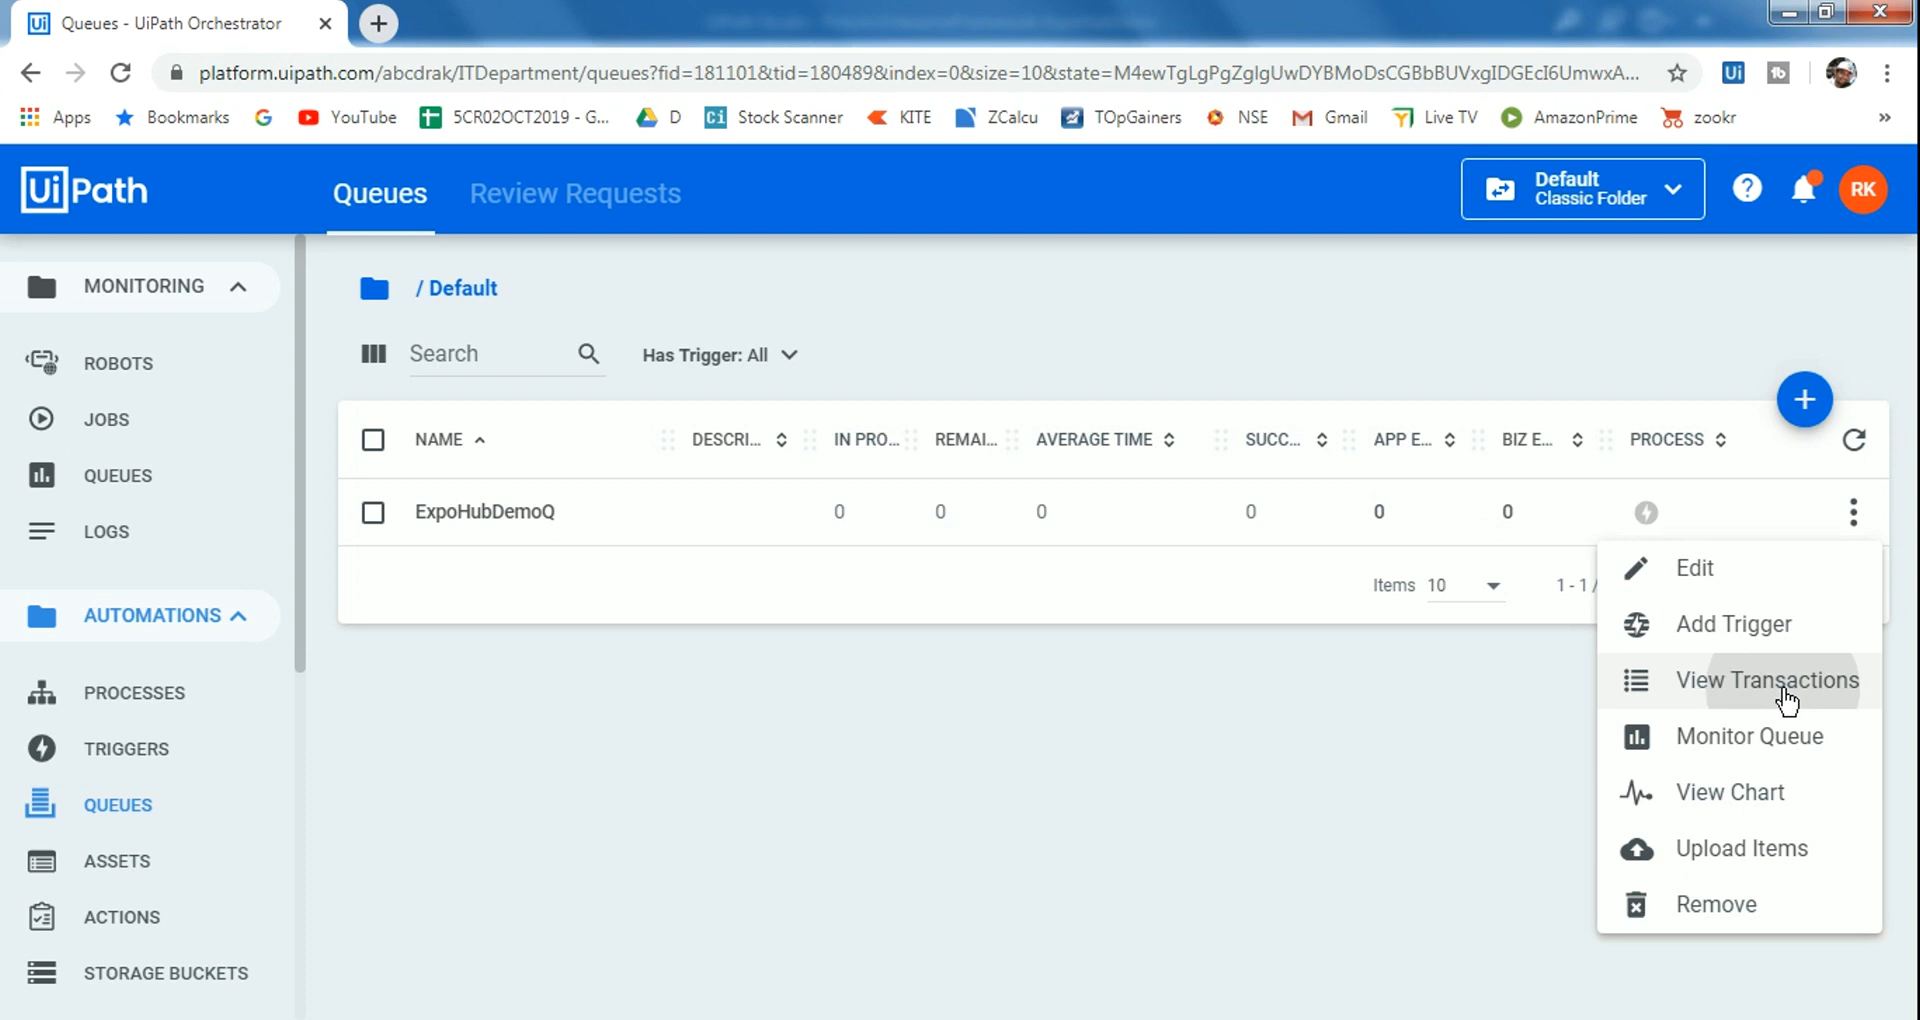 Ui Queues - UiPath Orchestrator
platform.uipath.com/abcdrak/ITDepartment/queues?fid=181101&tid=180489&index=0&size=10&state=M4ewTgLgPgZglgUwDYBMoDsCGBbBUVxgIDGEcI6UmwxA... Ui
Apps Bookmarks YouTube 5CR02OCT2019 - G... D Ci Stock Scanner KITE ZCalcu TOpGainers NSE Gmail Live TV AmazonPrime zookr »
UiPath Queues Review Requests Default ? RK
Classic Folder
MONITORING
ROBOTS
JOBS
QUEUES
LOGS
AUTOMATIONS
PROCESSES
TRIGGERS
QUEUES
ASSETS
ACTIONS
STORAGE BUCKETS
/ Default
Search Has Trigger: All
+
NAME DESCRI... IN PRO... REMAI... AVERAGE TIME SUCC... APP E... BIZ E... PROCESS
ExpoHubDemoQ 0 0 0 0 0 0
Items 10 1 - 1 /
Edit
Add Trigger
View Transactions
Monitor Queue
View Chart
Upload Items
Remove